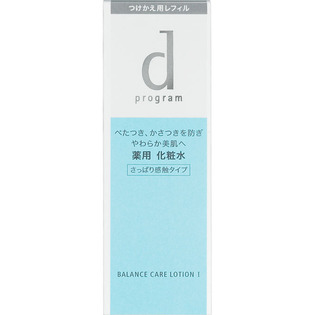 つけかえ用レフィル
d
program
べたつき、かさつきを防ぎ
やわらか美肌へ
薬用 化粧水
さっぱり感触タイプ
BALANCE CARE LOTION I